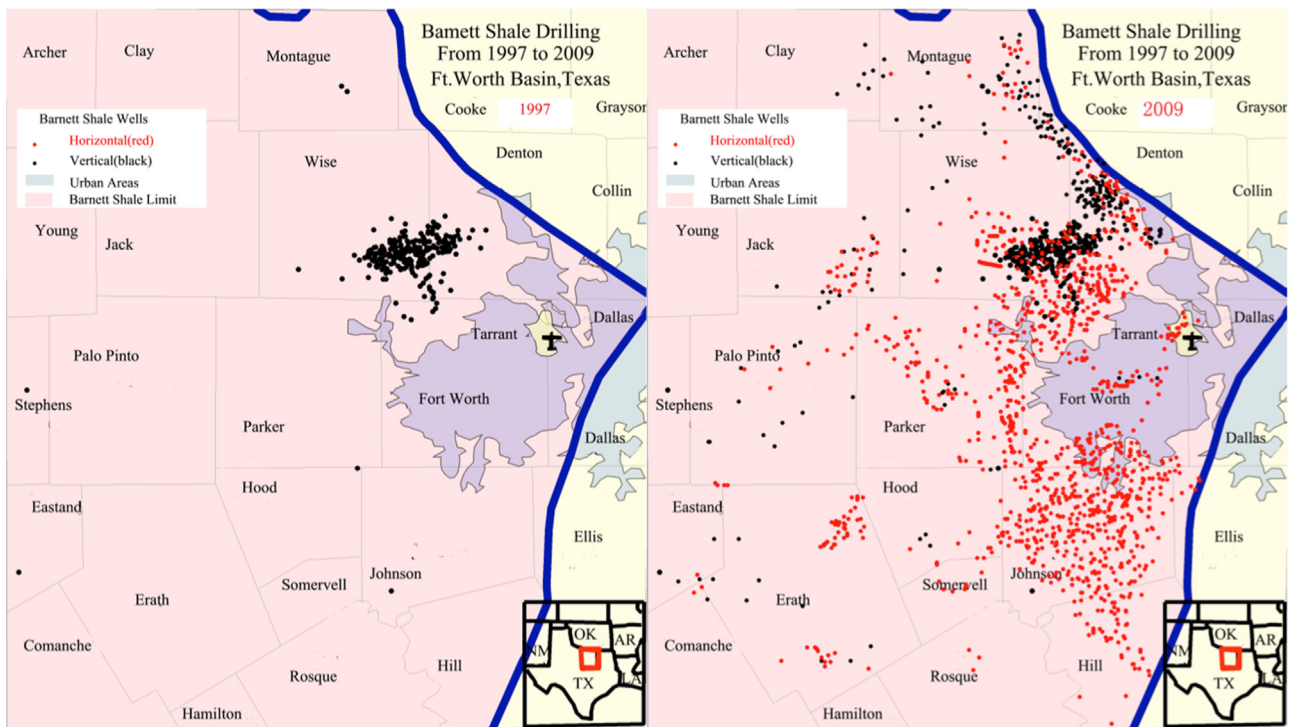 Archer
Clay
Montague
Barnett Shale Drilling
From 1997 to 2009
Ft.Worth Basin,Texas
Cooke
1997
Grayson
Barnett Shale Wells
Horizontal(red)
Vertical(black)
Urban Areas
Barnett Shale Limit
Wise
Denton
Collin
Young
Jack
Tarrant
Dallas
Palo Pinto
Stephens
Fort Worth
Parker
Dallas
Hood
Eastand
Ellis
Somervell
Johnson
Erath
Comanche
Rosque
Hill
Hamilton
OK
AR
NM
TX
LA
Archer
Clay
Montague
Barnett Shale Drilling
From 1997 to 2009
Ft.Worth Basin,Texas
Cooke
2009
Grayson
Barnett Shale Wells
Horizontal(red)
Vertical(black)
Urban Areas
Barnett Shale Limit
Wise
Denton
Collin
Young
Jack
Tarrant
Dallas
Palo Pinto
Stephens
Fort Worth
Parker
Dallas
Hood
Eastand
Ellis
Somervell
Johnson
Erath
Comanche
Rosque
Hill
Hamilton
OK
AR
NM
TX
LA